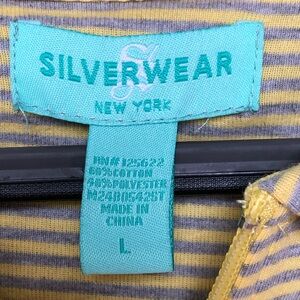 SILVERWEAR
NEW YORK
RN# 125622
60% COTTON
40% POLYESTER
M24805425T
MADE IN
CHINA
L